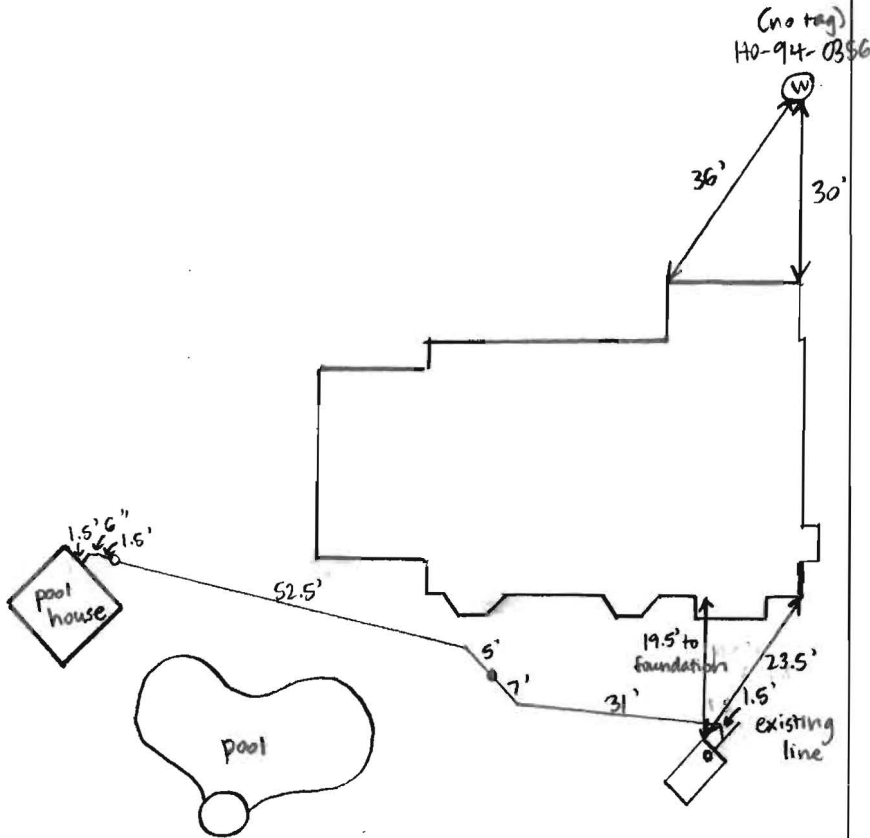 (no tag)
HO-94-0356
W
36'
30'
1.5' 6"
1.5'
pool
house
52.5'
5'
7'
31'
19.5' to
foundation
23.5'
1.5'
existing
line
pool